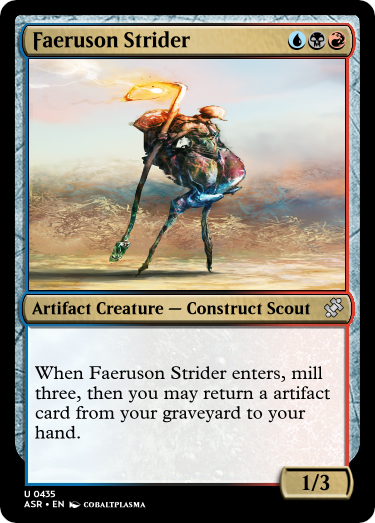 Faeruson Strider
Artifact Creature — Construct Scout
When Faeruson Strider enters, mill
three, then you may return a artifact
card from your graveyard to your
hand.
1/3
U 0435
ASR • EN COBALTPLASMA